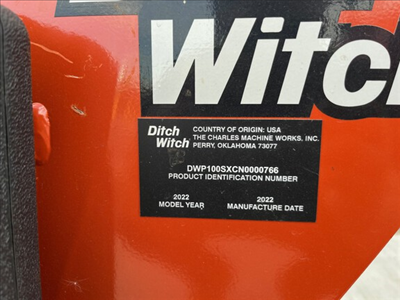 Witch
Ditch Witch
COUNTRY OF ORIGIN: USA
THE CHARLES MACHINE WORKS, INC.
PERRY, OKLAHOMA 73077
DWP100SXCN0000766
PRODUCT IDENTIFICATION NUMBER
2022
MODEL YEAR
2022
MANUFACTURE DATE